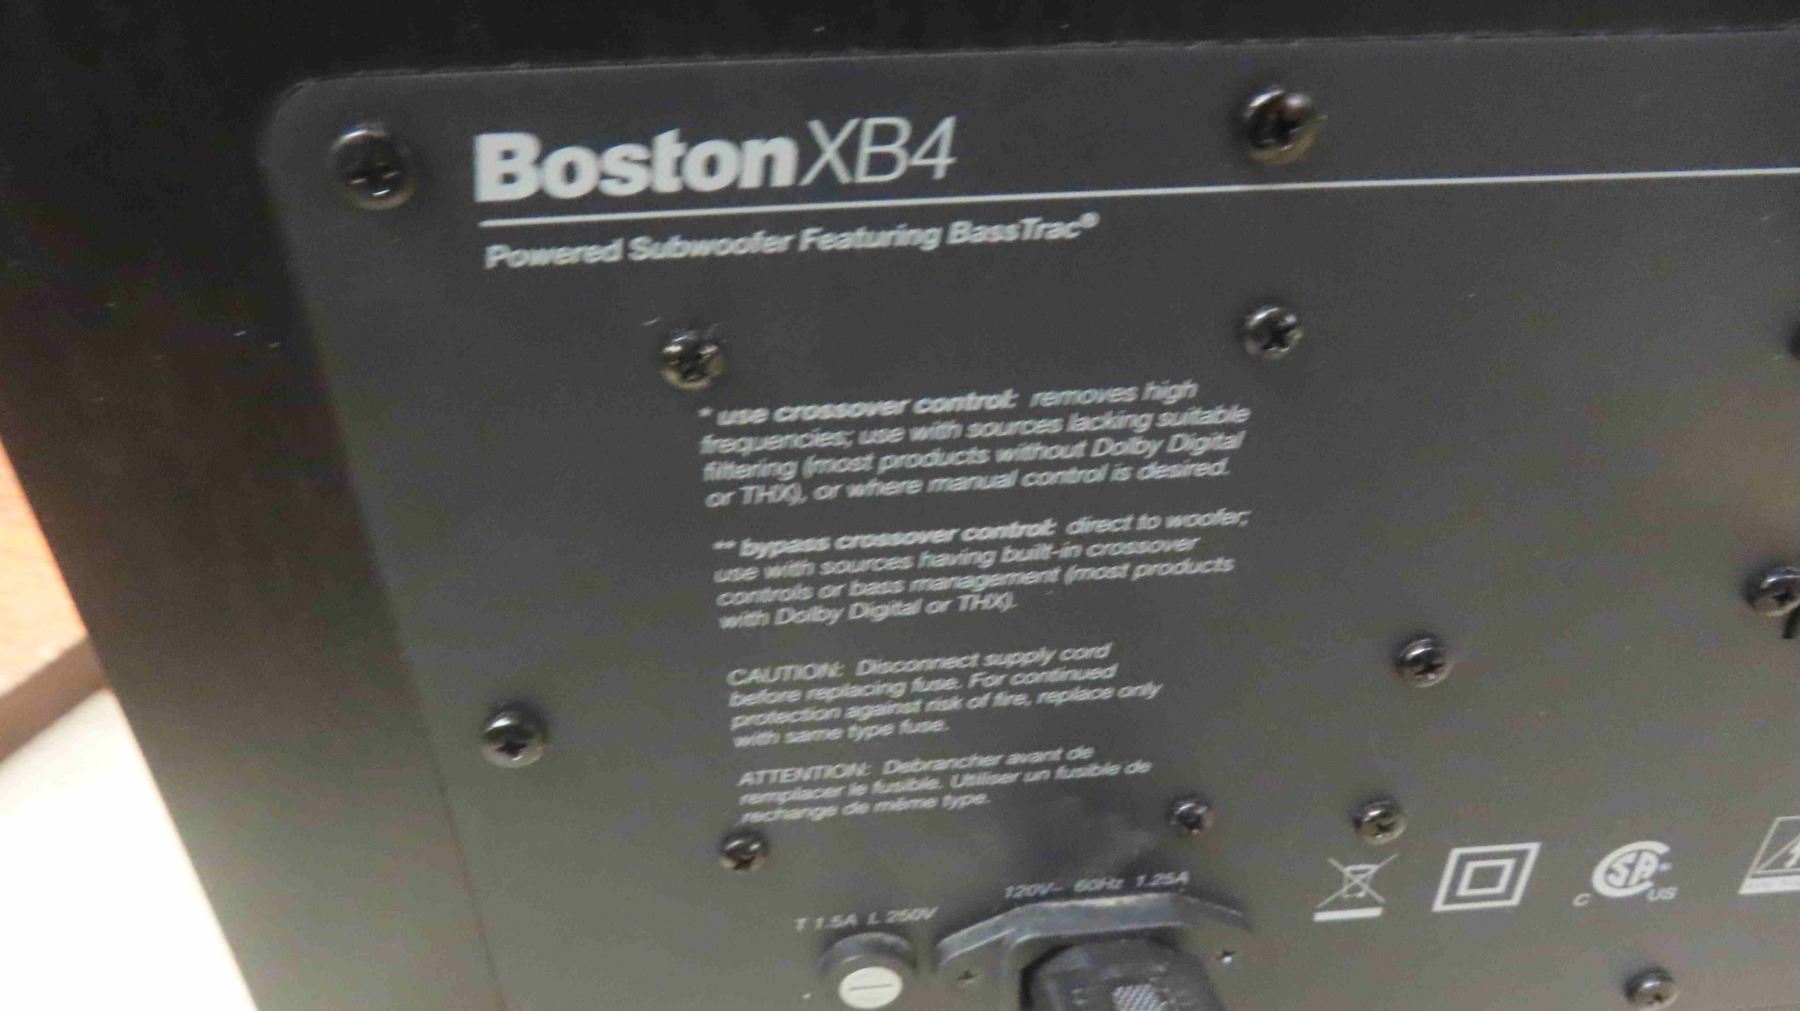 BostonXB4
Powered Subwoofer Featuring BassTrac®
* use crossover control: removes high
frequencies; use with sources lacking suitable
filtering (most products without Dolby Digital
or THX), or where manual control is desired.
** bypass crossover control: direct to woofer;
use with sources having built-in crossover
controls or bass management (most products
with Dolby Digital or THX).
CAUTION: Disconnect supply cord
before replacing fuse. For continued
protection against risk of fire, replace only
with same type fuse.
ATTENTION: Debrancher avant de
remplacer le fusible. Utiliser un fusible de
rechange de même type.
120V~ 60Hz 1.25A
T 1.5A L 250V
C SA US